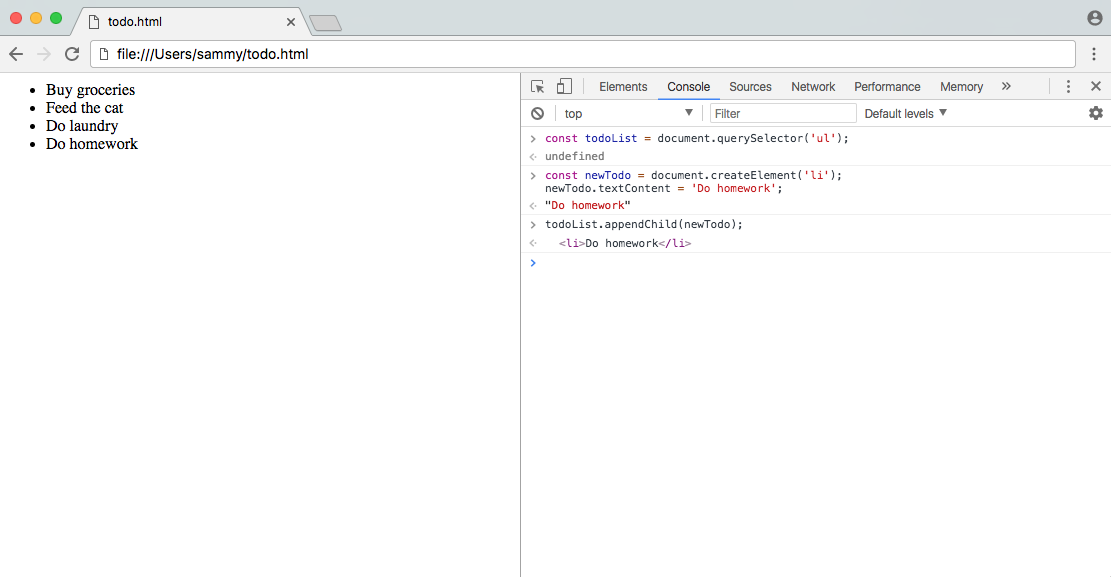 todo.html
file:///Users/sammy/todo.html
Buy groceries
Feed the cat
Do laundry
Do homework
Elements Console Sources Network Performance Memory
top Filter Default levels
const todoList = document.querySelector('ul');
undefined
const newTodo = document.createElement('li');
newTodo.textContent = 'Do homework';
"Do homework"
todoList.appendChild(newTodo);
<li>Do homework</li>